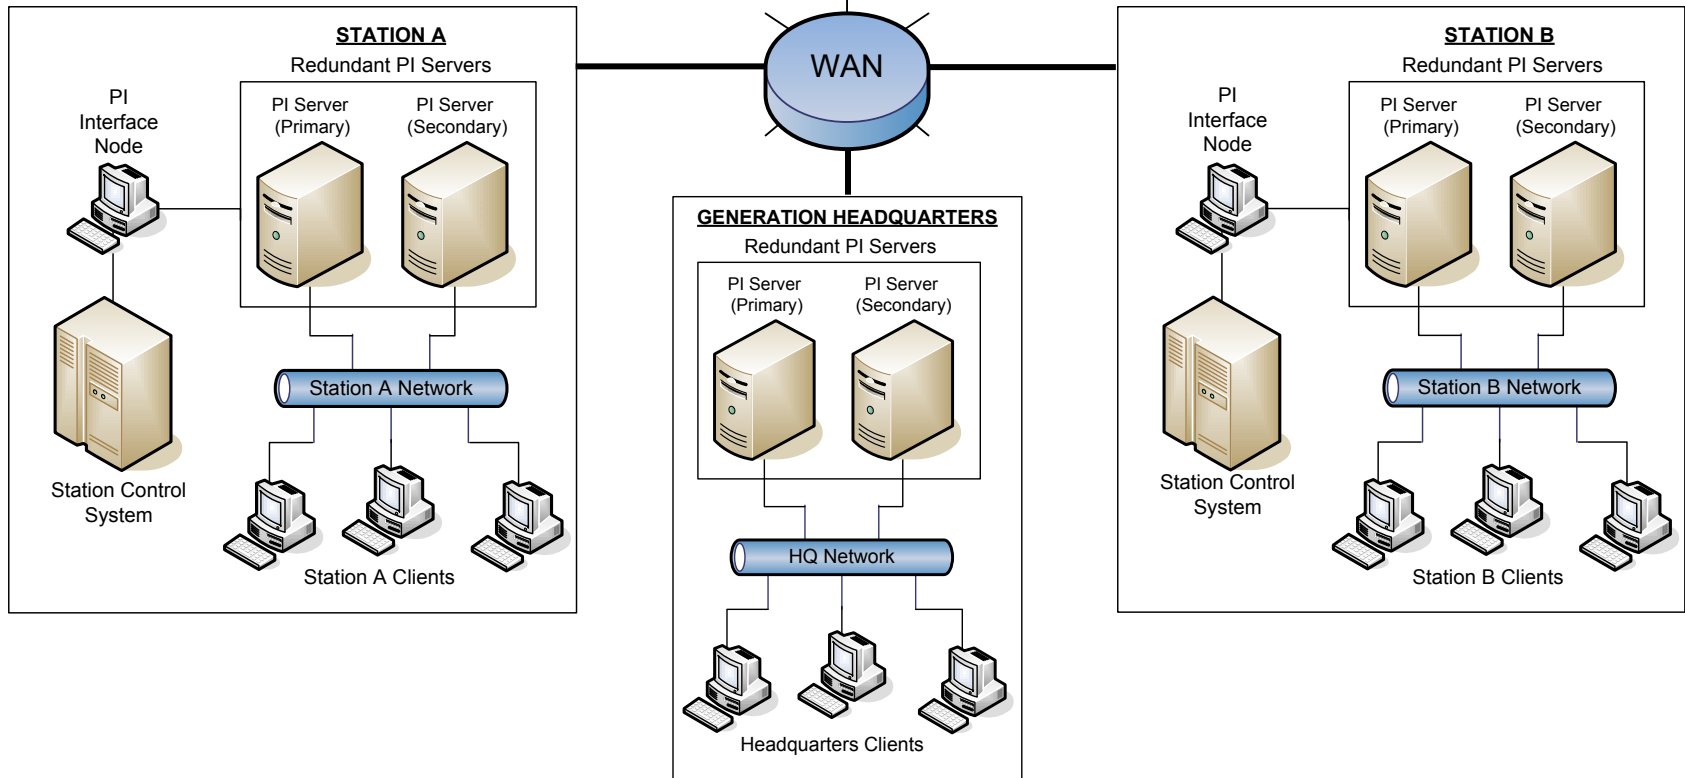 STATION A
Redundant PI Servers
PI
Interface
Node
PI Server
(Primary)
PI Server
(Secondary)
Station Control
System
Station A Network
Station A Clients
WAN
GENERATION HEADQUARTERS
Redundant PI Servers
PI Server
(Primary)
PI Server
(Secondary)
HQ Network
Headquarters Clients
STATION B
Redundant PI Servers
PI
Interface
Node
PI Server
(Primary)
PI Server
(Secondary)
Station Control
System
Station B Network
Station B Clients